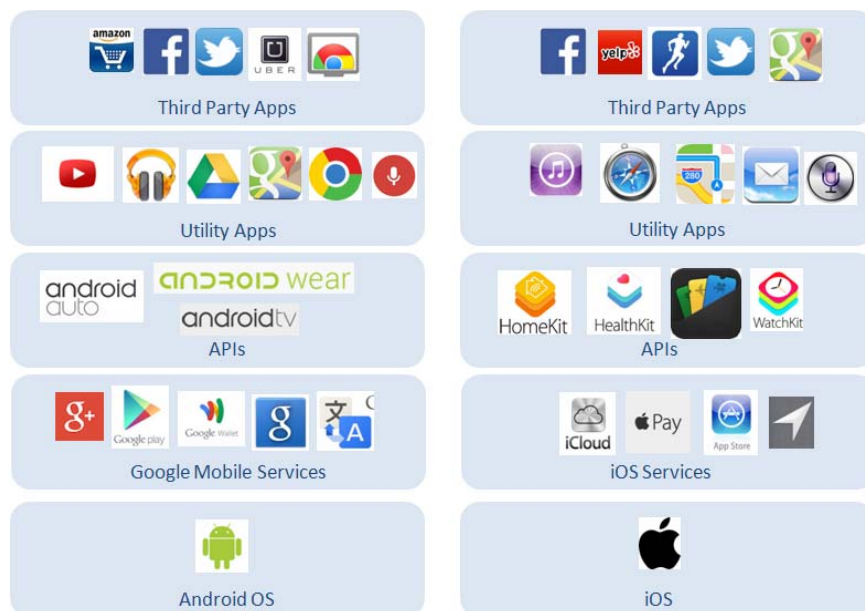 amazon
UBER
Third Party Apps
yelp
Third Party Apps
Utility Apps
280
Utility Apps
android
auto
ANDROID wear
androidtv
APIs
HomeKit
HealthKit
WatchKit
APIs
g+
Google play
Google Wallet
g
文
A
G
Google Mobile Services
iCloud
Pay
App Store
iOS Services
Android OS
iOS